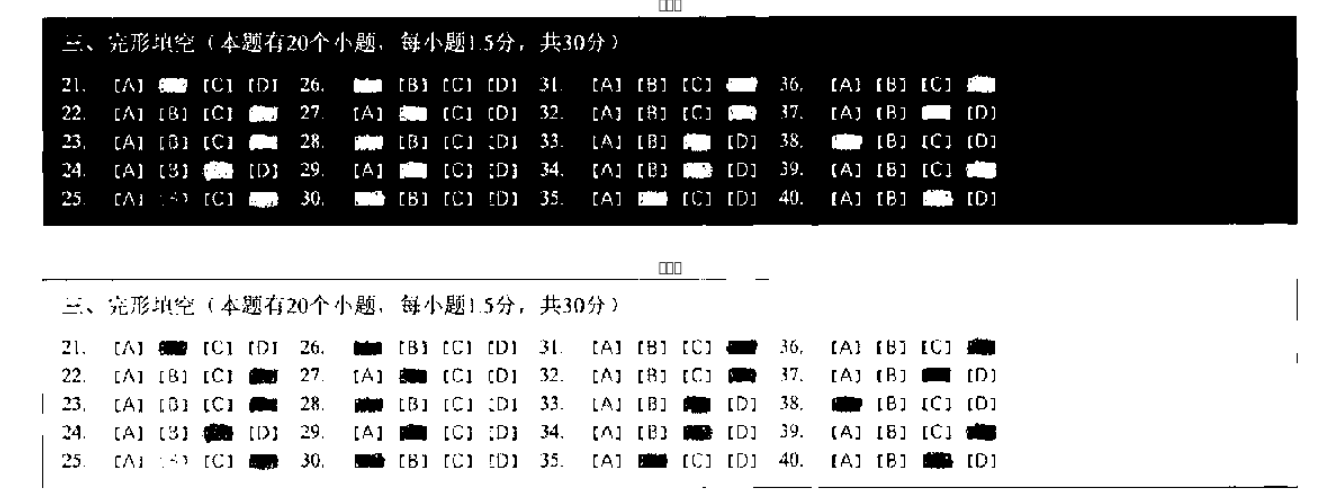 三、完形填空（本题有20个小题，每小题1.5分，共30分）
21. [A] [C] [D] 26. [B] [C] [D] 31. [A] [B] [C] 36. [A] [B] [C]
22. [A] [B] [C] 27. [A] [C] [D] 32. [A] [B] [C] 37. [A] [B] [D]
23. [A] [B] [C] 28. [B] [C] [D] 33. [A] [B] [D] 38. [B] [C] [D]
24. [A] [B] [D] 29. [A] [C] [D] 34. [A] [B] [D] 39. [A] [B] [C]
25. [A] [C] 30. [B] [C] [D] 35. [A] [C] [D] 40. [A] [B] [D]
三、完形填空（本题有20个小题，每小题1.5分，共30分）
21. [A] [C] [D] 26. [B] [C] [D] 31. [A] [B] [C] 36. [A] [B] [C]
22. [A] [B] [C] 27. [A] [C] [D] 32. [A] [B] [C] 37. [A] [B] [D]
23. [A] [B] [C] 28. [B] [C] [D] 33. [A] [B] [D] 38. [B] [C] [D]
24. [A] [B] [D] 29. [A] [C] [D] 34. [A] [B] [D] 39. [A] [B] [C]
25. [A] [C] 30. [B] [C] [D] 35. [A] [C] [D] 40. [A] [B] [D]